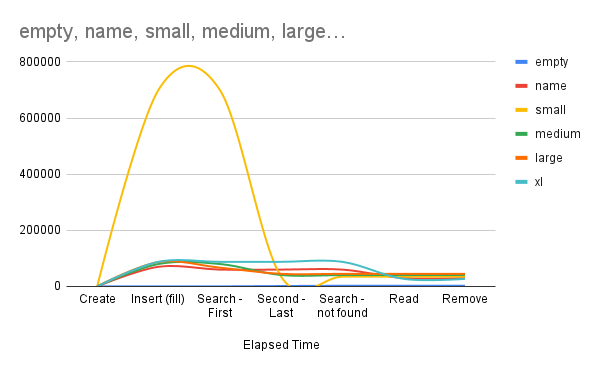 empty, name, small, medium, large…
800000
600000
400000
200000
0
Create
Insert (fill)
Search -
First
Second -
Last
Search -
not found
Read
Remove
Elapsed Time
empty
name
small
medium
large
xl